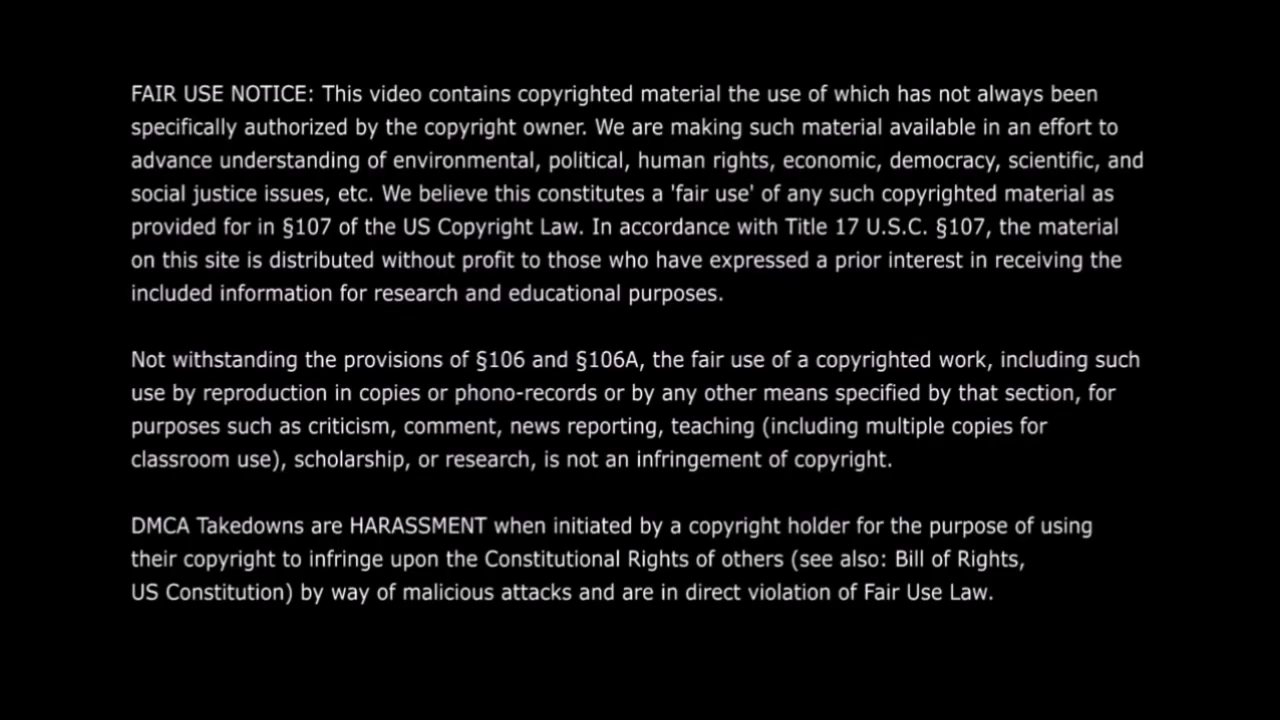 FAIR USE NOTICE: This video contains copyrighted material the use of which has not always been
specifically authorized by the copyright owner. We are making such material available in an effort to
advance understanding of environmental, political, human rights, economic, democracy, scientific, and
social justice issues, etc. We believe this constitutes a 'fair use' of any such copyrighted material as
provided for in §107 of the US Copyright Law. In accordance with Title 17 U.S.C. §107, the material
on this site is distributed without profit to those who have expressed a prior interest in receiving the
included information for research and educational purposes.
Not withstanding the provisions of §106 and §106A, the fair use of a copyrighted work, including such
use by reproduction in copies or phono-records or by any other means specified by that section, for
purposes such as criticism, comment, news reporting, teaching (including multiple copies for
classroom use), scholarship, or research, is not an infringement of copyright.
DMCA Takedowns are HARASSMENT when initiated by a copyright holder for the purpose of using
their copyright to infringe upon the Constitutional Rights of others (see also: Bill of Rights,
US Constitution) by way of malicious attacks and are in direct violation of Fair Use Law.